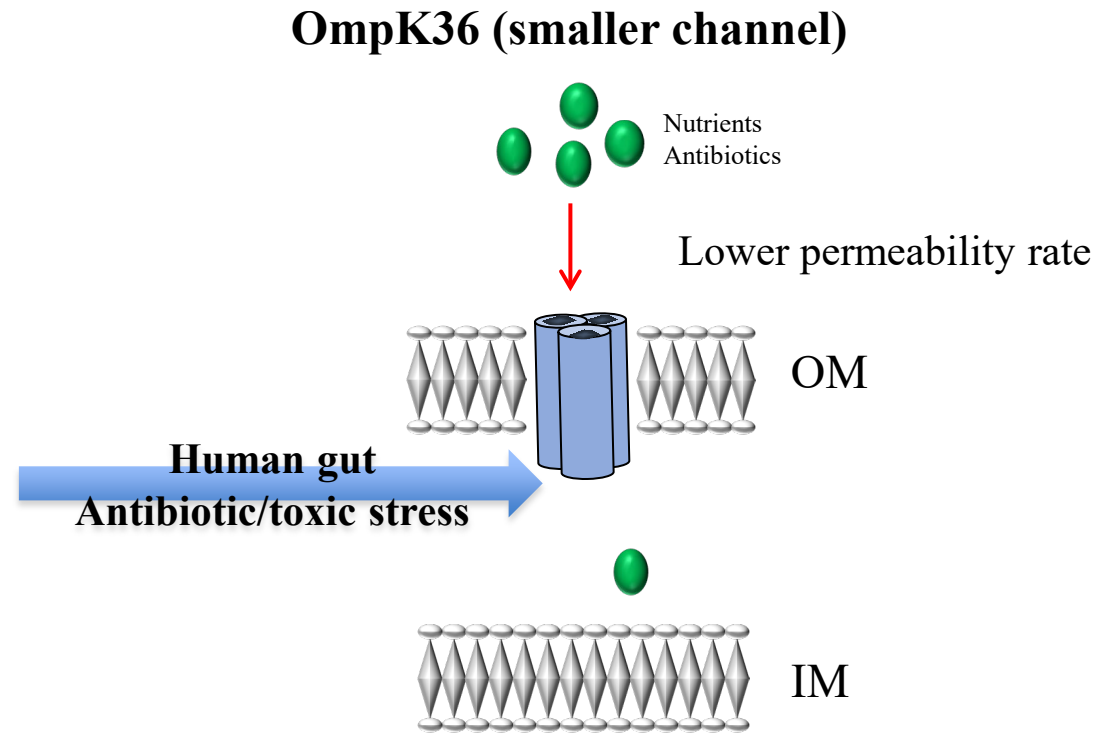 OmpK36 (smaller channel)
Nutrients
Antibiotics
Lower permeability rate
OM
Human gut
Antibiotic/toxic stress
IM